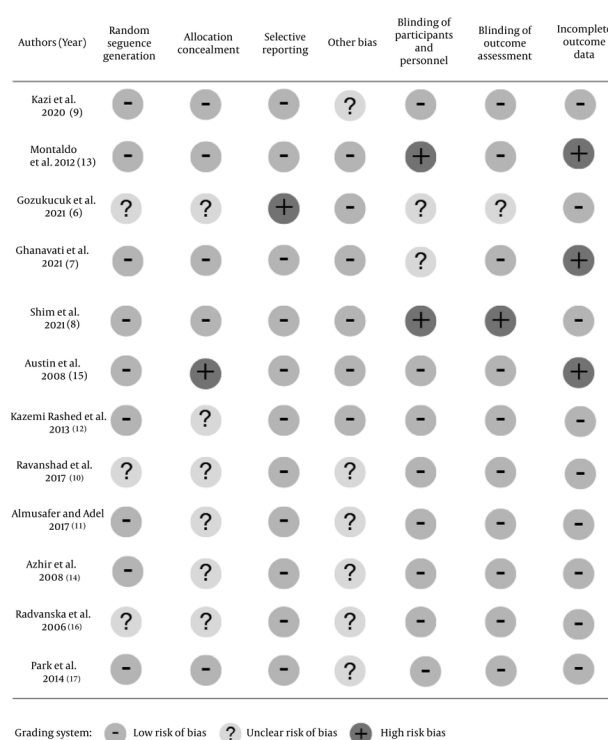 Authors (Year) Random seguence generation Allocation concealment Selective reporting Other bias Blinding of participants and personnel Blinding of outcome assessment Incomplete outcome data
Kazi et al. 2020 (9) - - - ? - - -
Montaldo et al. 2012 (13) - - - - + - +
Gozukucuk et al. 2021 (6) ? ? + - ? ? -
Ghanavati et al. 2021 (7) - - - - ? - +
Shim et al. 2021 (8) - - - - + + -
Austin et al. 2008 (15) - + - - - - +
Kazemi Rashed et al. 2013 (12) - ? - - - - -
Ravanshad et al. 2017 (10) ? ? - ? - - -
Almusafer and Adel 2017 (11) - ? - ? - - -
Azhir et al. 2008 (14) - ? - ? - - -
Radvanska et al. 2006 (16) ? ? - ? - - -
Park et al. 2014 (17) - - - ? - - -
Grading system: - Low risk of bias ? Unclear risk of bias + High risk bias